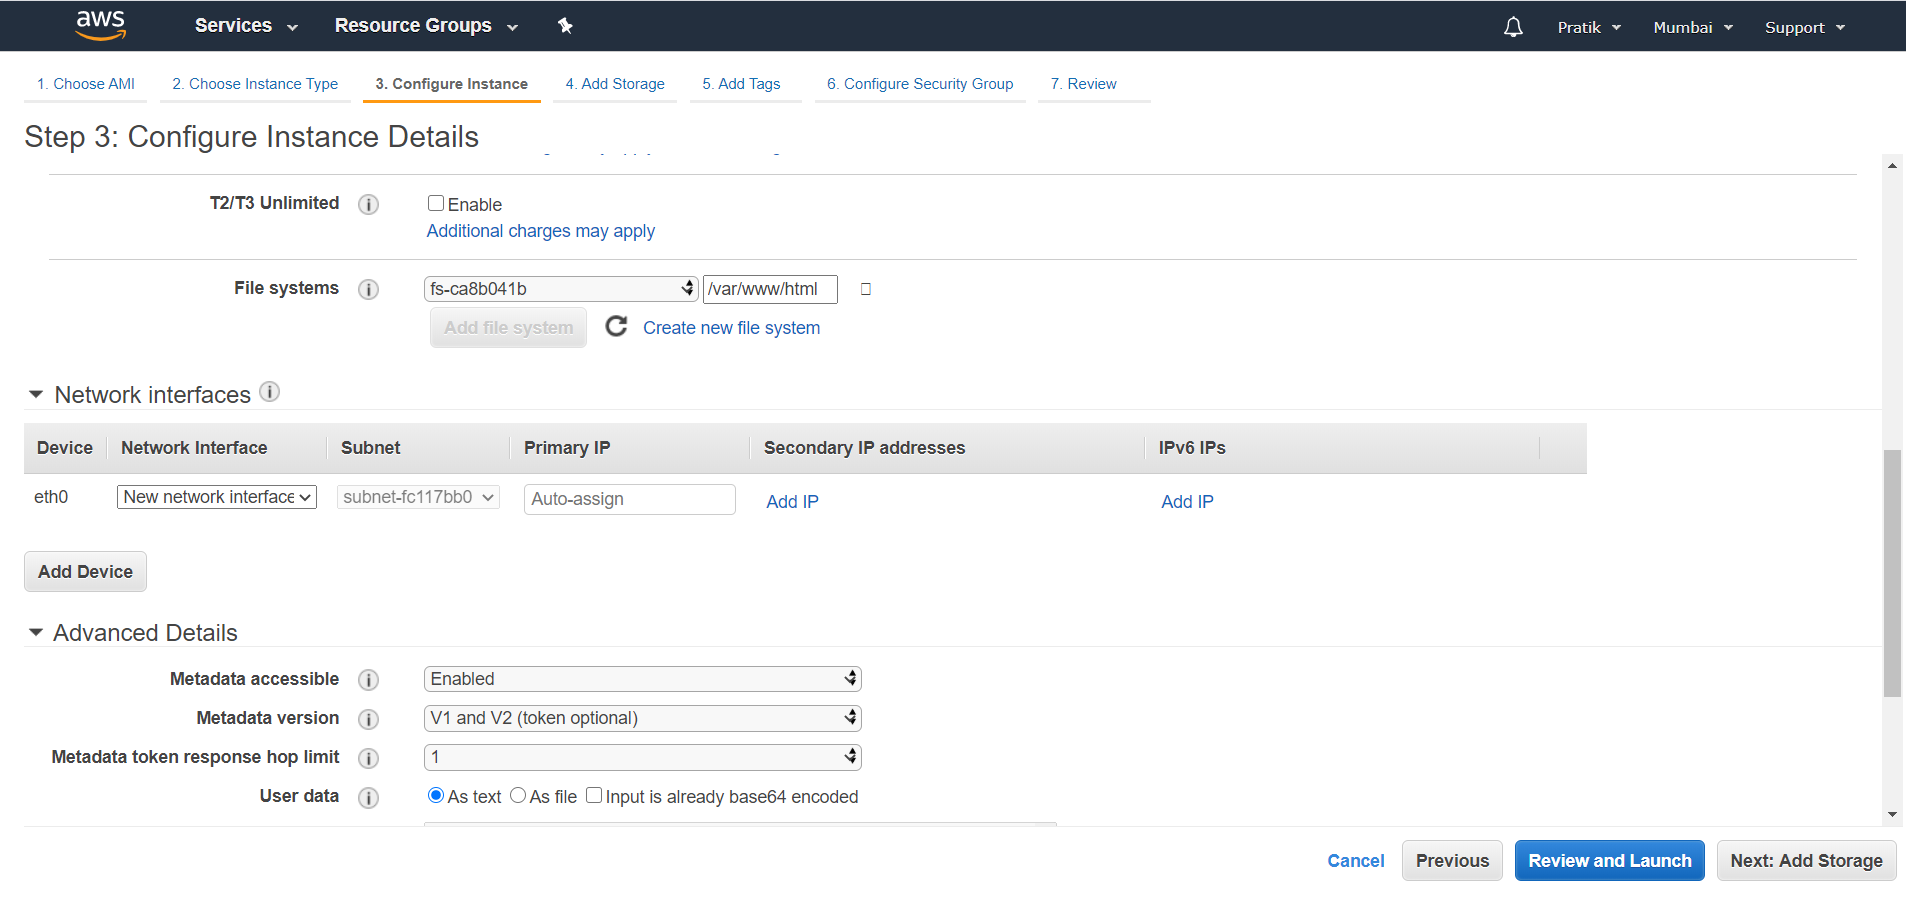 aws Services Resource Groups Pratik Mumbai Support
1. Choose AMI 2. Choose Instance Type 3. Configure Instance 4. Add Storage 5. Add Tags 6. Configure Security Group 7. Review
Step 3: Configure Instance Details
T2/T3 Unlimited i Enable
Additional charges may apply
File systems i fs-ca8b041b /var/www/html
Add file system Create new file system
Network interfaces i
Device Network Interface Subnet Primary IP Secondary IP addresses IPv6 IPs
eth0 New network interface subnet-fc117bb0 Auto-assign Add IP Add IP
Add Device
Advanced Details
Metadata accessible i Enabled
Metadata version i V1 and V2 (token optional)
Metadata token response hop limit i 1
User data i As text As file Input is already base64 encoded
Cancel Previous Review and Launch Next: Add Storage